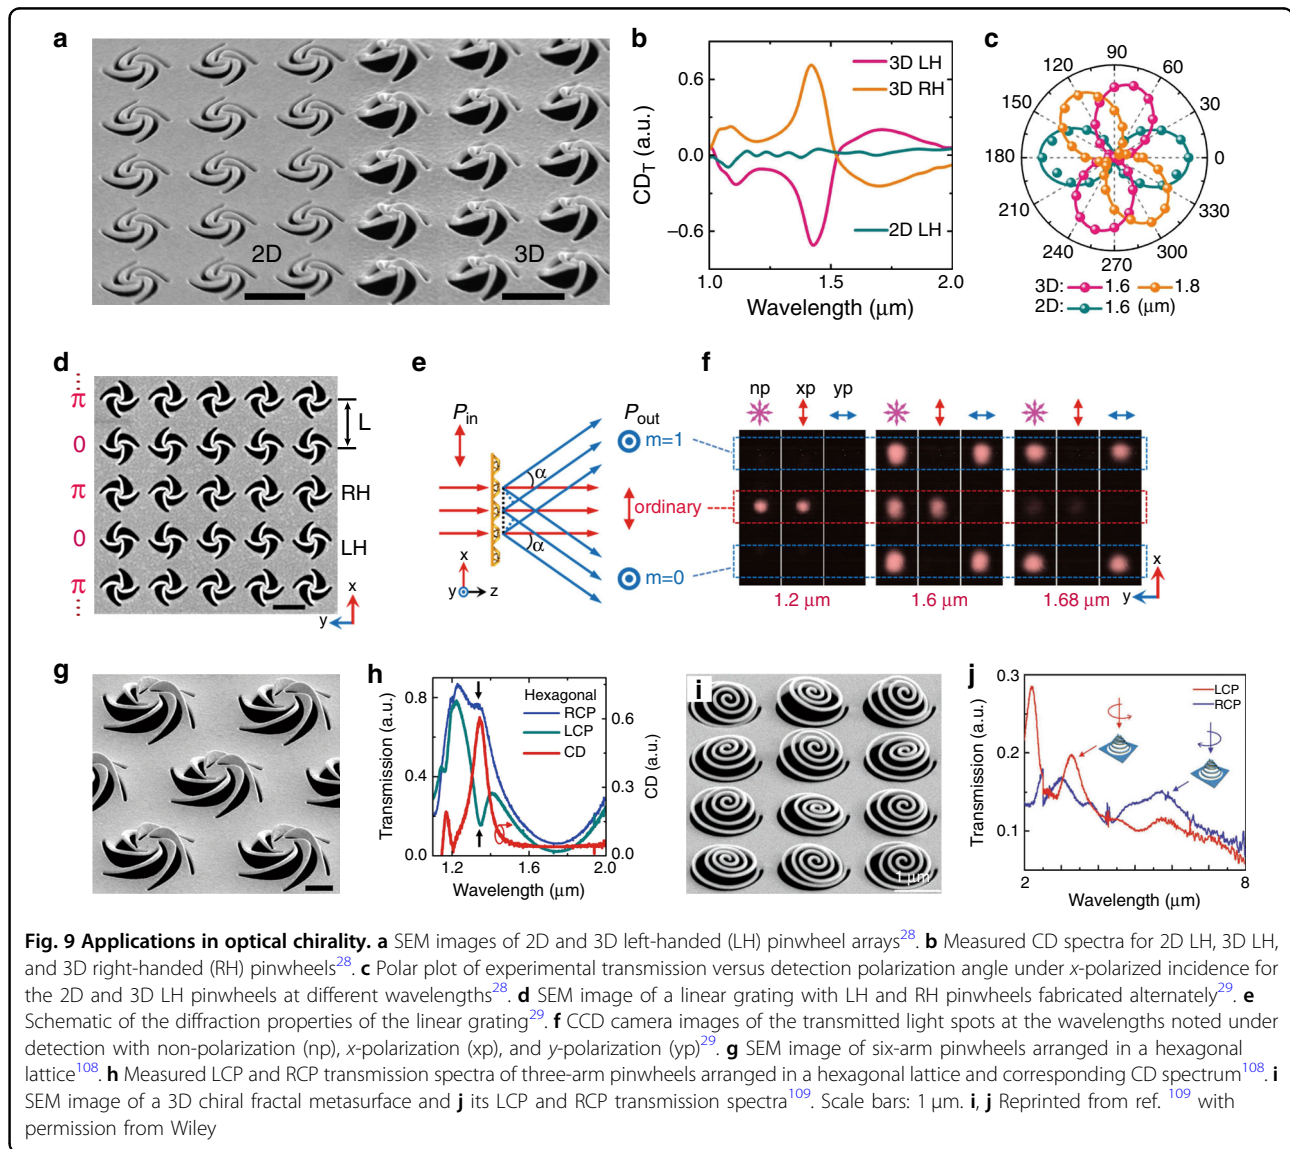 a
2D
3D
b
CD_T (a.u.)
0.6
0.0
−0.6
3D LH
3D RH
2D LH
1.0
1.5
2.0
Wavelength (μm)
c
90
120
60
150
30
180
0
210
330
240
300
270
3D: 1.6 1.8
2D: 1.6 (μm)
d
π
0
π
0
π
L
RH
LH
x
y
e
P_in
P_out
α
α
m=1
ordinary
m=0
x
y
z
f
np
xp
yp
1.2 μm
1.6 μm
1.68 μm
x
y
g
h
Transmission (a.u.)
0.8
0.4
0.0
Hexagonal
RCP
LCP
CD
0.6
0.3
0.0
CD (a.u.)
1.2
1.6
2.0
Wavelength (μm)
i
1 μm
j
Transmission (a.u.)
0.3
0.2
0.1
LCP
RCP
2
8
Wavelength (μm)
Fig. 9 Applications in optical chirality. a SEM images of 2D and 3D left-handed (LH) pinwheel arrays28. b Measured CD spectra for 2D LH, 3D LH,
and 3D right-handed (RH) pinwheels28. c Polar plot of experimental transmission versus detection polarization angle under x-polarized incidence for
the 2D and 3D LH pinwheels at different wavelengths28. d SEM image of a linear grating with LH and RH pinwheels fabricated alternately29. e
Schematic of the diffraction properties of the linear grating29. f CCD camera images of the transmitted light spots at the wavelengths noted under
detection with non-polarization (np), x-polarization (xp), and y-polarization (yp)29. g SEM image of six-arm pinwheels arranged in a hexagonal
lattice108. h Measured LCP and RCP transmission spectra of three-arm pinwheels arranged in a hexagonal lattice and corresponding CD spectrum108. i
SEM image of a 3D chiral fractal metasurface and j its LCP and RCP transmission spectra109. Scale bars: 1 μm. i, j Reprinted from ref. 109 with
permission from Wiley